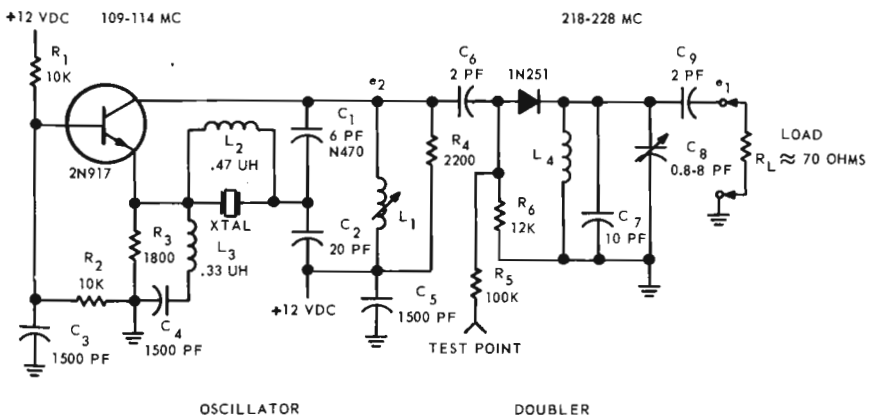 +12 VDC 109-114 MC 218-228 MC
R1
10K
2N917
L2
.47 UH
XTAL
C1
6 PF
N470
e2
C6
2 PF
1N251
C9
2 PF
e1
R4
2200
L1
C2
20 PF
L4
C8
0.8-8 PF
LOAD
RL ≈ 70 OHMS
R6
12K
C7
10 PF
R3
1800
L3
.33 UH
R2
10K
C4
1500 PF
C3
1500 PF
+12 VDC
C5
1500 PF
R5
100K
TEST POINT
OSCILLATOR DOUBLER